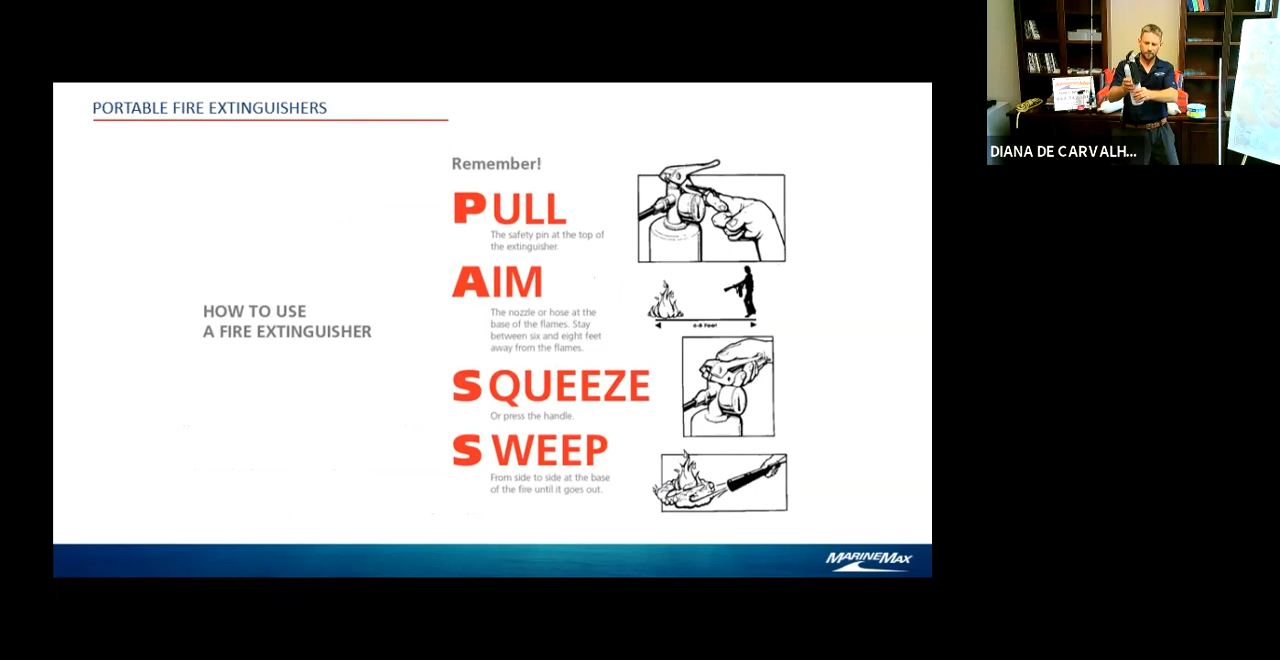 PORTABLE FIRE EXTINGUISHERS
HOW TO USE
A FIRE EXTINGUISHER
Remember!
PULL
The safety pin at the top of
the extinguisher.
AIM
The nozzle or hose at the
base of the flames. Stay
between six and eight feet
away from the flames.
6-8 Feet
SQUEEZE
Or press the handle.
SWEEP
From side to side at the base
of the fire until it goes out.
MARINEMAX
DIANA DE CARVALH...